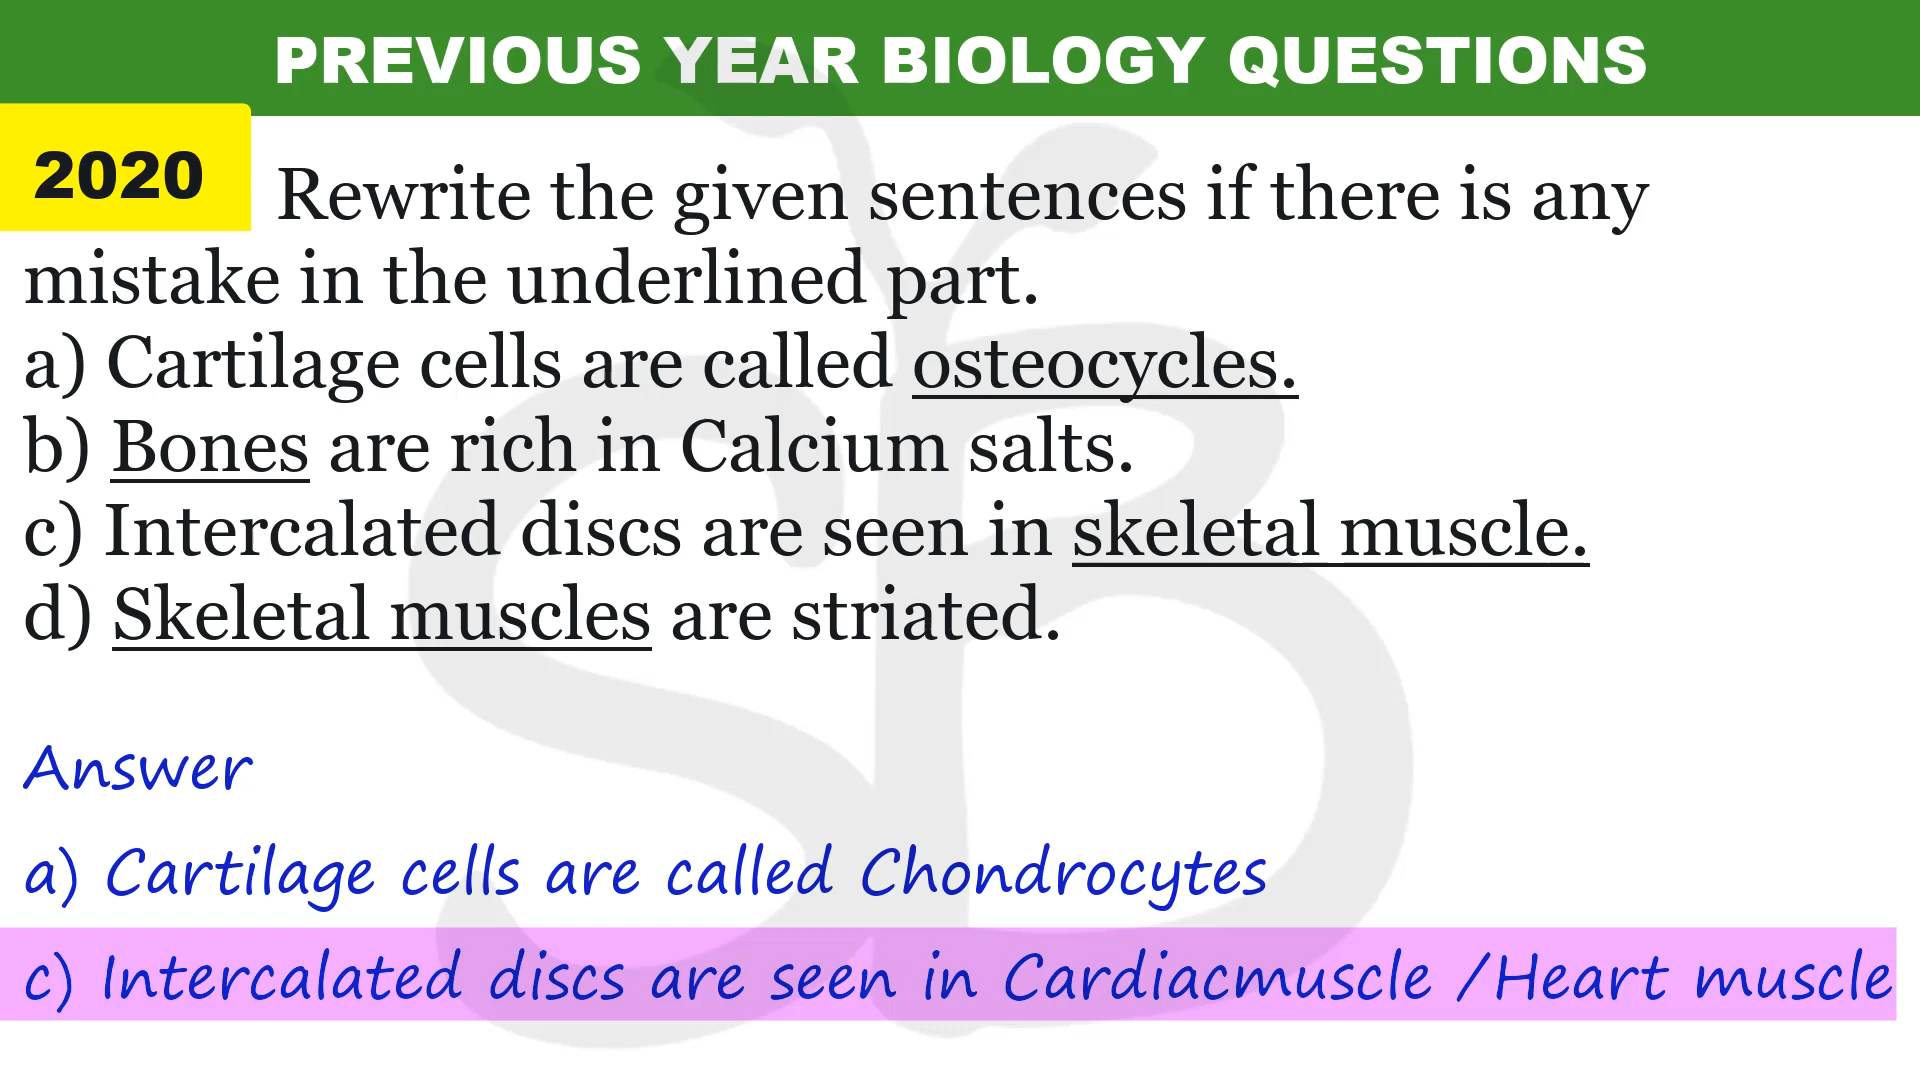 PREVIOUS YEAR BIOLOGY QUESTIONS
2020 Rewrite the given sentences if there is any
mistake in the underlined part.
a) Cartilage cells are called osteocycles.
b) Bones are rich in Calcium salts.
c) Intercalated discs are seen in skeletal muscle.
d) Skeletal muscles are striated.
Answer
a) Cartilage cells are called Chondrocytes
c) Intercalated discs are seen in Cardiacmuscle /Heart muscle
SB